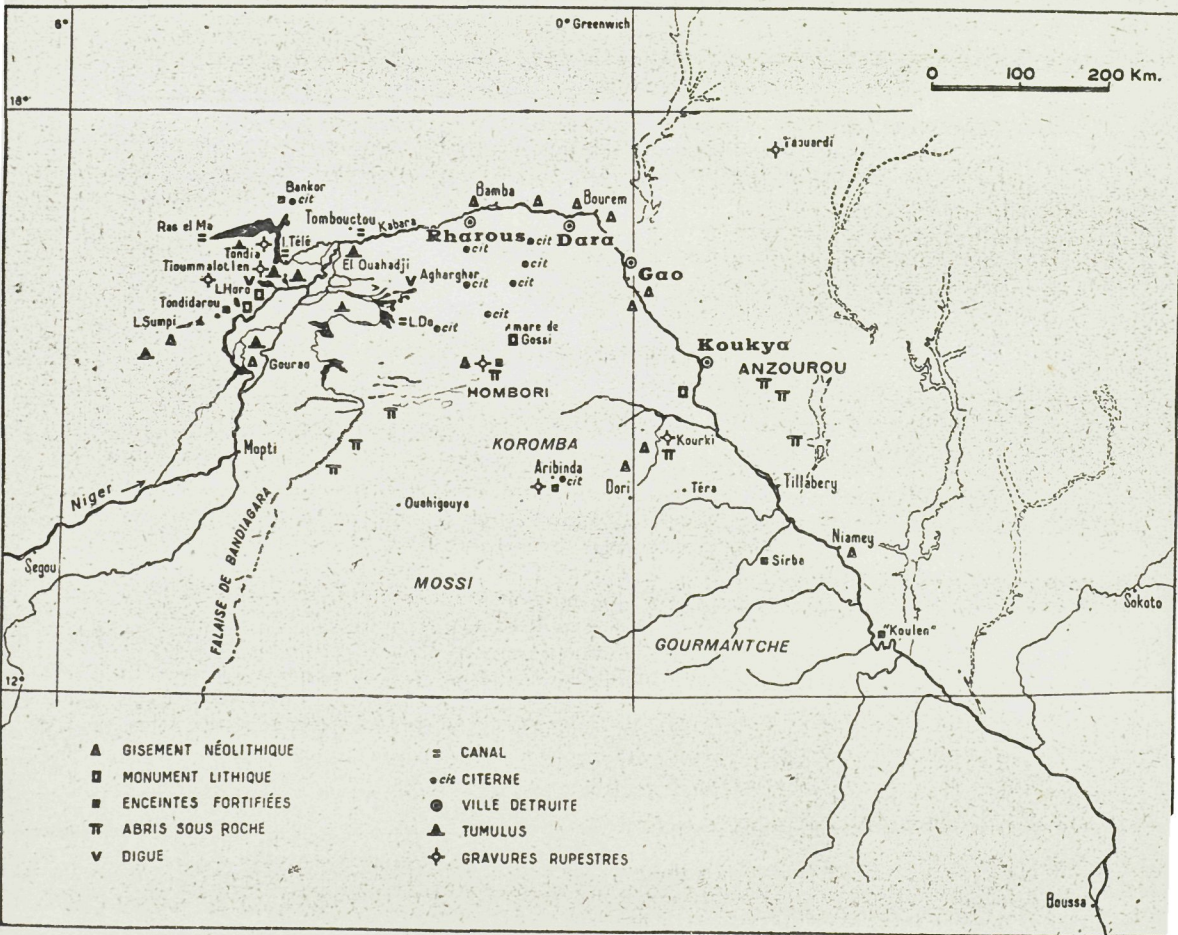 6°
0° Greenwich
0 100 200 Km.
18°
Taouardi
Bankor
cit
Bamba
Bourem
Ras el Ma
Tombouctou
Kabara
Rharous
cit
Dara
l.Télé
Tondia
cit
cit
Tioummalotlen
El Ouahadji
Agharghar
Gao
L.Horo
cit
cit
Tondidarou
L.Sumpi
L.Do
cit
cit
mare de
Gossi
Koukya
Gourao
ANZOUROU
HOMBORI
KOROMBA
Kourki
Mopti
Aribinda
cit
Niger
Dori
Téra
Tillabery
Ouahigouya
FALAISE DE BANDIAGARA
Niamey
Segou
Sirba
MOSSI
Sokoto
"Koulen"
GOURMANTCHE
12°
GISEMENT NÉOLITHIQUE
MONUMENT LITHIQUE
ENCEINTES FORTIFIÉES
ABRIS SOUS ROCHE
DIGUE
CANAL
cit CITERNE
VILLE DETRUITE
TUMULUS
GRAVURES RUPESTRES
Boussa